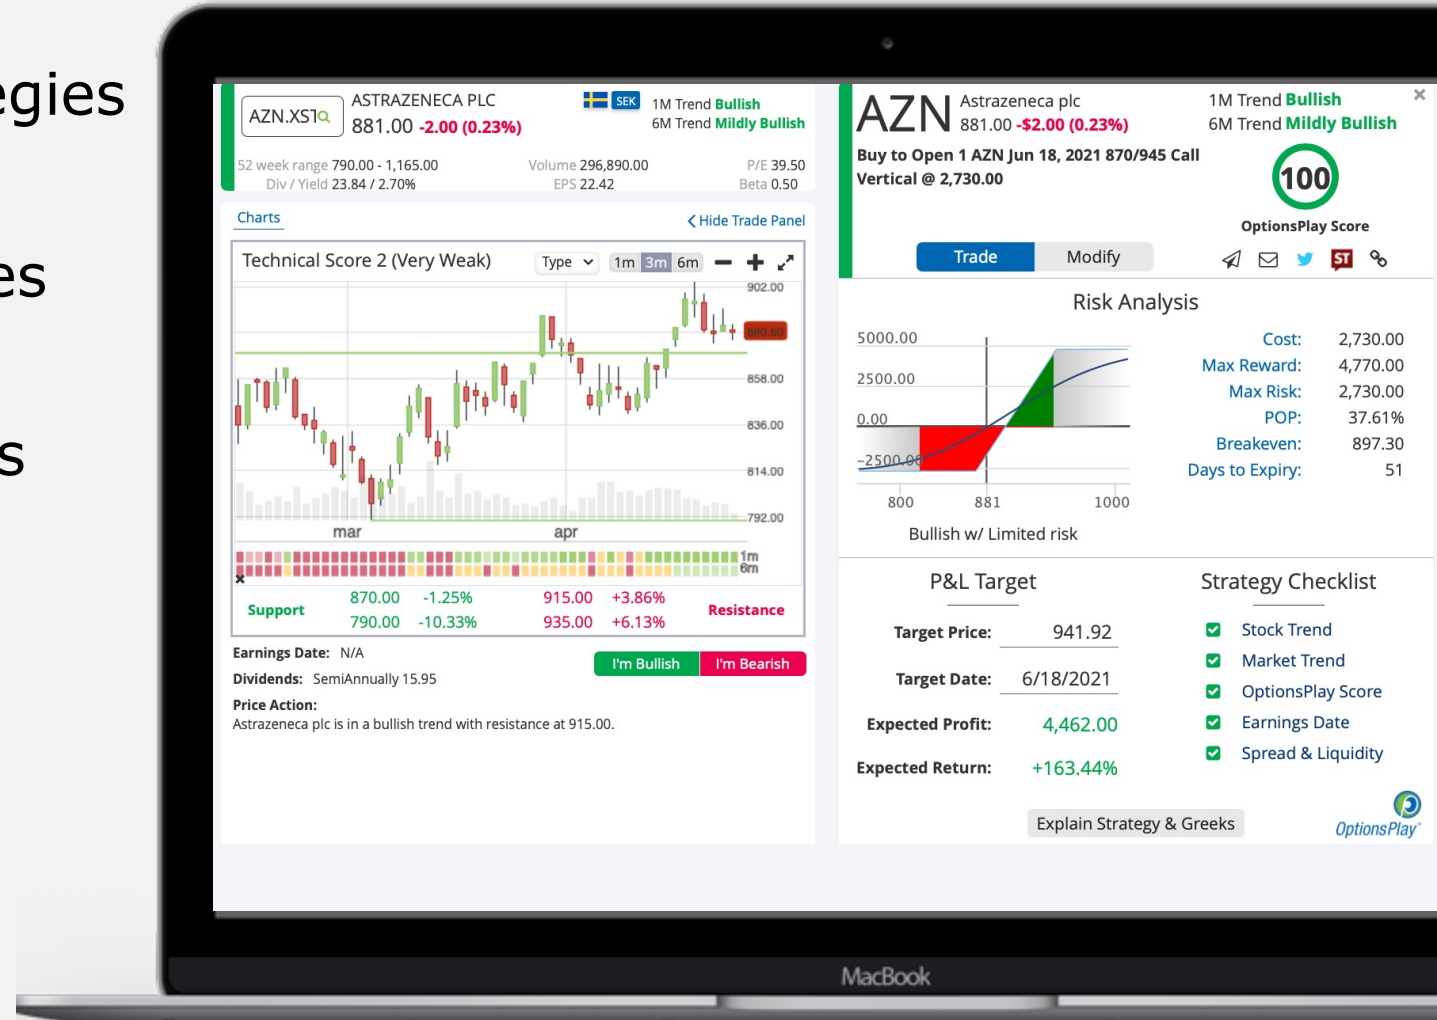 egies
es
s
AZN.XST
ASTRAZENECA PLC
881.00 -2.00 (0.23%)
SEK
1M Trend Bullish
6M Trend Mildly Bullish
52 week range 790.00 - 1,165.00
Volume 296,890.00
P/E 39.50
Div / Yield 23.84 / 2.70%
EPS 22.42
Beta 0.50
Charts
Hide Trade Panel
Technical Score 2 (Very Weak)
Type
1m 3m 6m
902.00
880.60
858.00
836.00
814.00
792.00
mar
apr
1m
6m
Support
870.00 -1.25%
915.00 +3.86%
Resistance
790.00 -10.33%
935.00 +6.13%
Earnings Date: N/A
I'm Bullish
I'm Bearish
Dividends: SemiAnnually 15.95
Price Action:
Astrazeneca plc is in a bullish trend with resistance at 915.00.
AZN
Astrazeneca plc
881.00 -$2.00 (0.23%)
1M Trend Bullish
6M Trend Mildly Bullish
Buy to Open 1 AZN Jun 18, 2021 870/945 Call
Vertical @ 2,730.00
100
OptionsPlay Score
Trade
Modify
ST
Risk Analysis
5000.00
2500.00
0.00
-2500.00
800
881
1000
Bullish w/ Limited risk
Cost: 2,730.00
Max Reward: 4,770.00
Max Risk: 2,730.00
POP: 37.61%
Breakeven: 897.30
Days to Expiry: 51
P&L Target
Target Price: 941.92
Target Date: 6/18/2021
Expected Profit: 4,462.00
Expected Return: +163.44%
Strategy Checklist
Stock Trend
Market Trend
OptionsPlay Score
Earnings Date
Spread & Liquidity
Explain Strategy & Greeks
OptionsPlay
MacBook